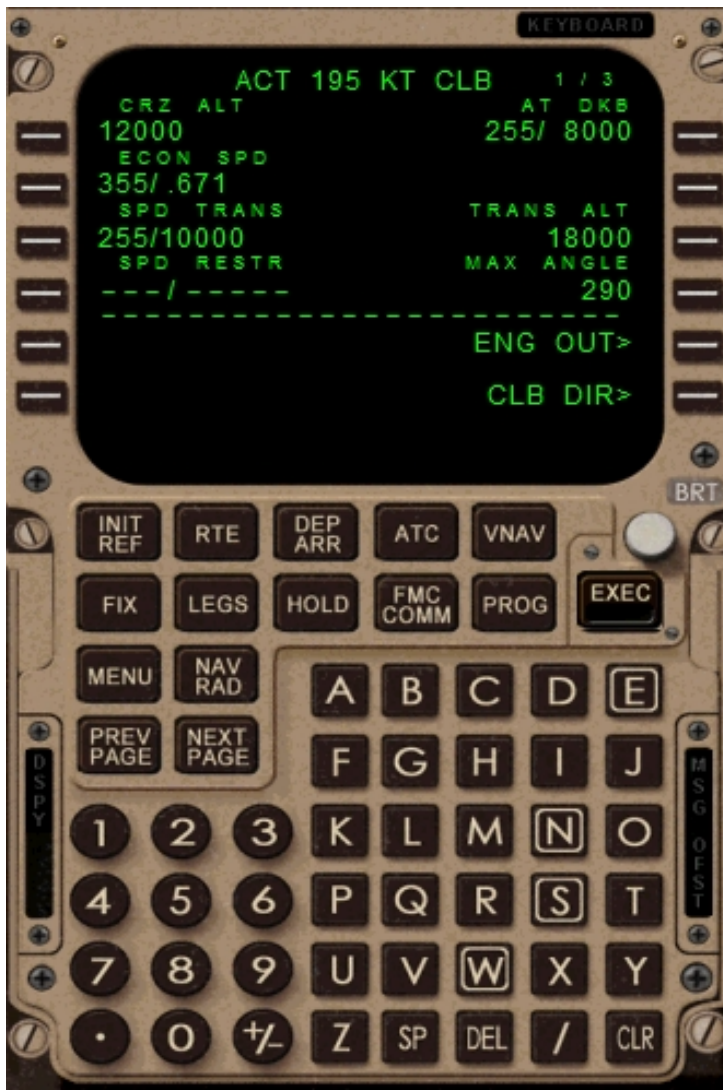 KEYBOARD
ACT 195 KT CLB 1 / 3
CRZ ALT AT DKB
12000 255/ 8000
ECON SPD
355/ .671
SPD TRANS TRANS ALT
255/10000 18000
SPD RESTR MAX ANGLE
---/----- 290
------------------------
ENG OUT>
CLB DIR>
BRT
INIT REF RTE DEP ARR ATC VNAV
FIX LEGS HOLD FMC COMM PROG EXEC
MENU NAV RAD
PREV PAGE NEXT PAGE
A B C D E
F G H I J
K L M N O
P Q R S T
U V W X Y
Z SP DEL / CLR
1 2 3
4 5 6
7 8 9
. 0 +/-
DSPY
MSG OFST